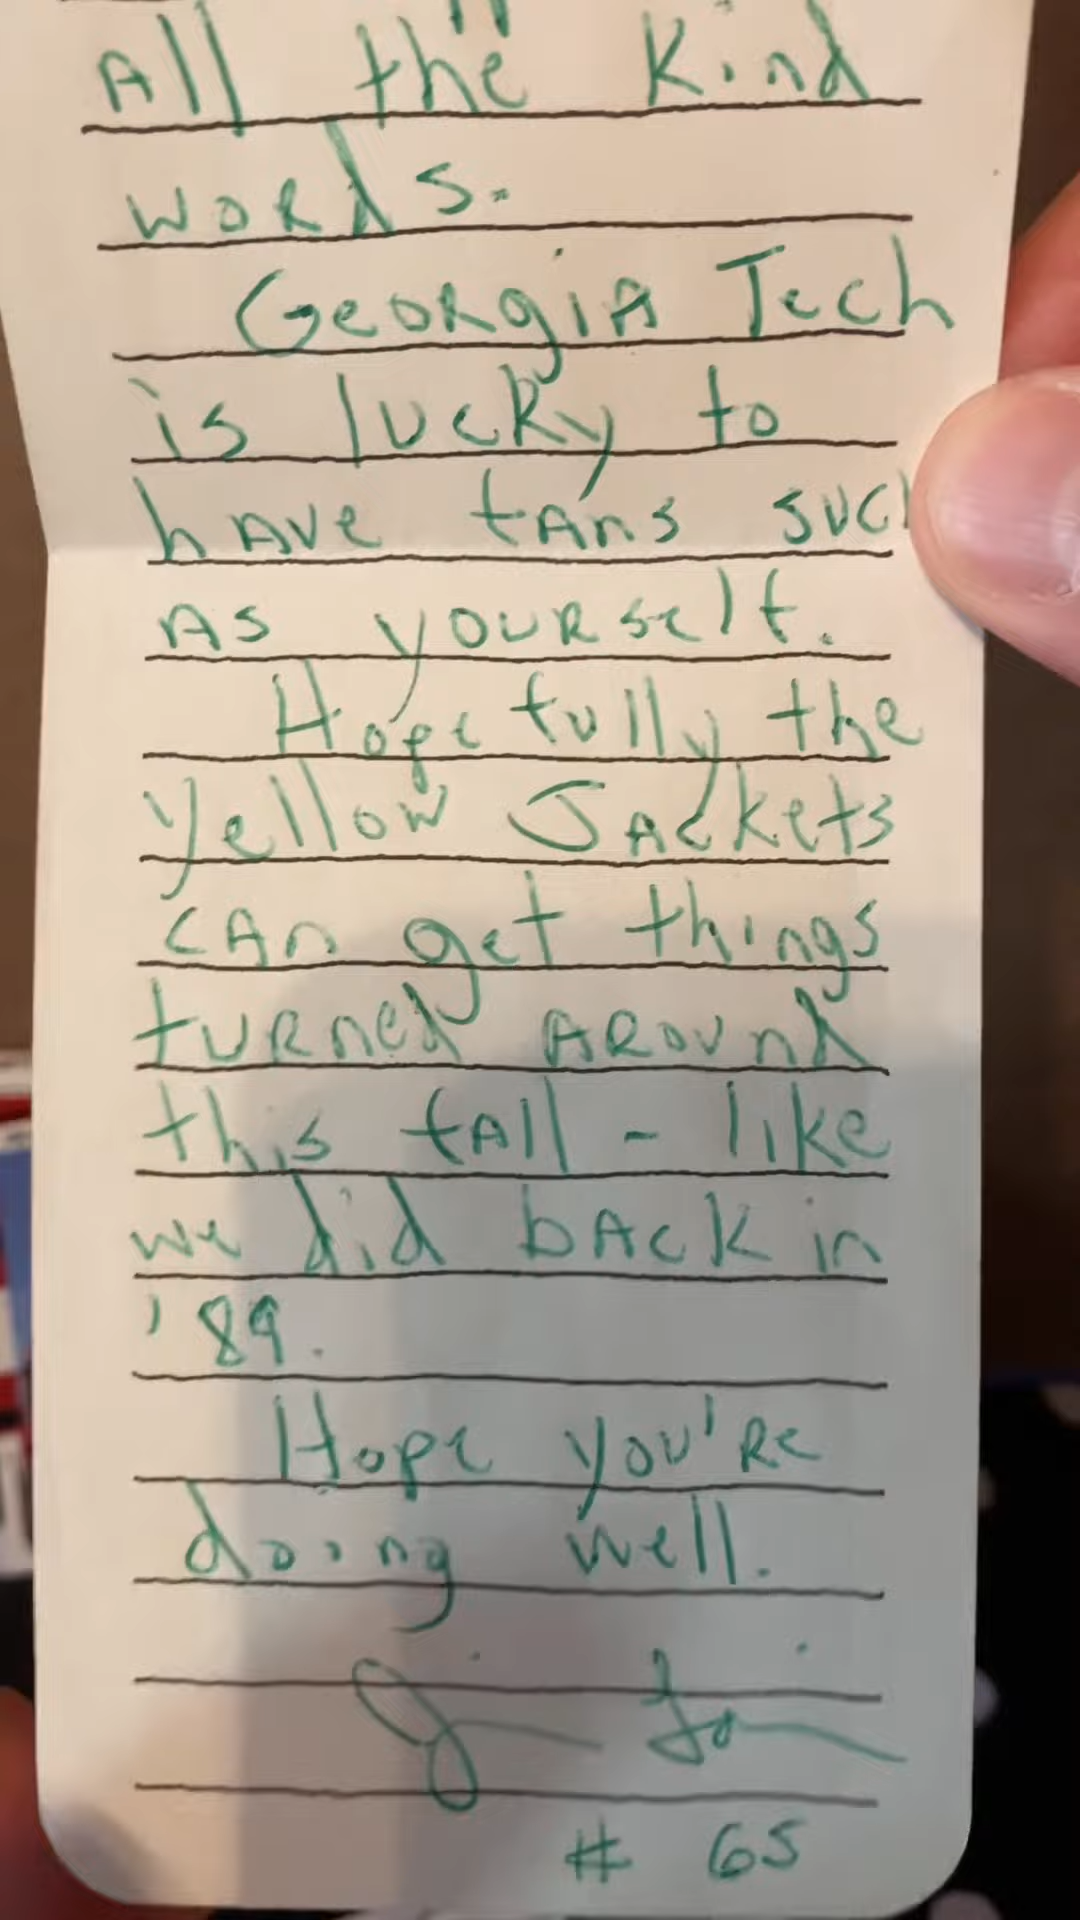 All the Kind
words.
Georgia Tech
is lucky to
have fans suc
As yourself.
Hopefully the
Yellow Jackets
can get things
turned around
this fall - like
we did back in
'89.
Hope you're
doing well.
# 65